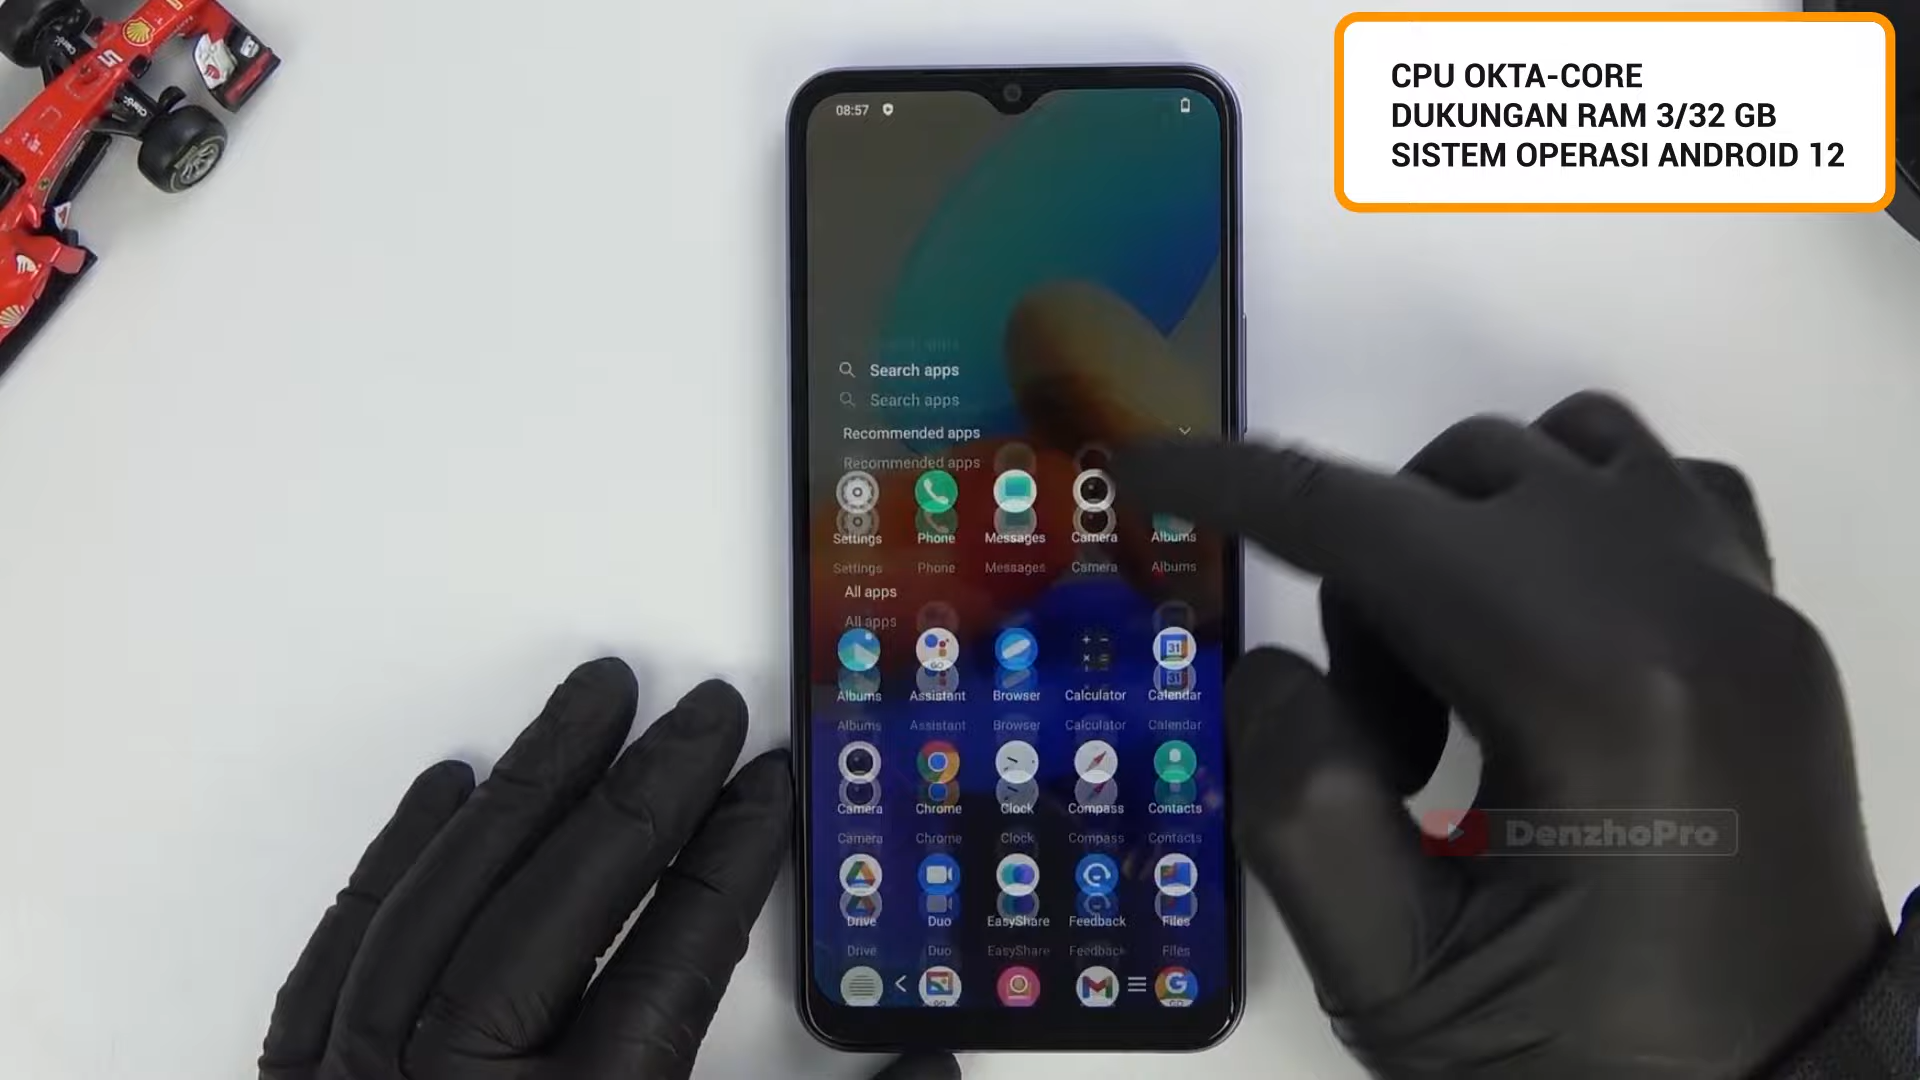 CPU OKTA-CORE
DUKUNGAN RAM 3/32 GB
SISTEM OPERASI ANDROID 12
08:57
Search apps
Search apps
Recommended apps
Recommended apps
Settings Phone Messages Camera Albums
Settings Phone Messages Camera Albums
All apps
All apps
Albums Assistant Browser Calculator Calendar
Albums Assistant Browser Calculator Calendar
Camera Chrome Clock Compass Contacts
Camera Chrome Clock Compass Contacts
Drive Duo EasyShare Feedback Files
Drive Duo EasyShare Feedback Files
DenzhoPro